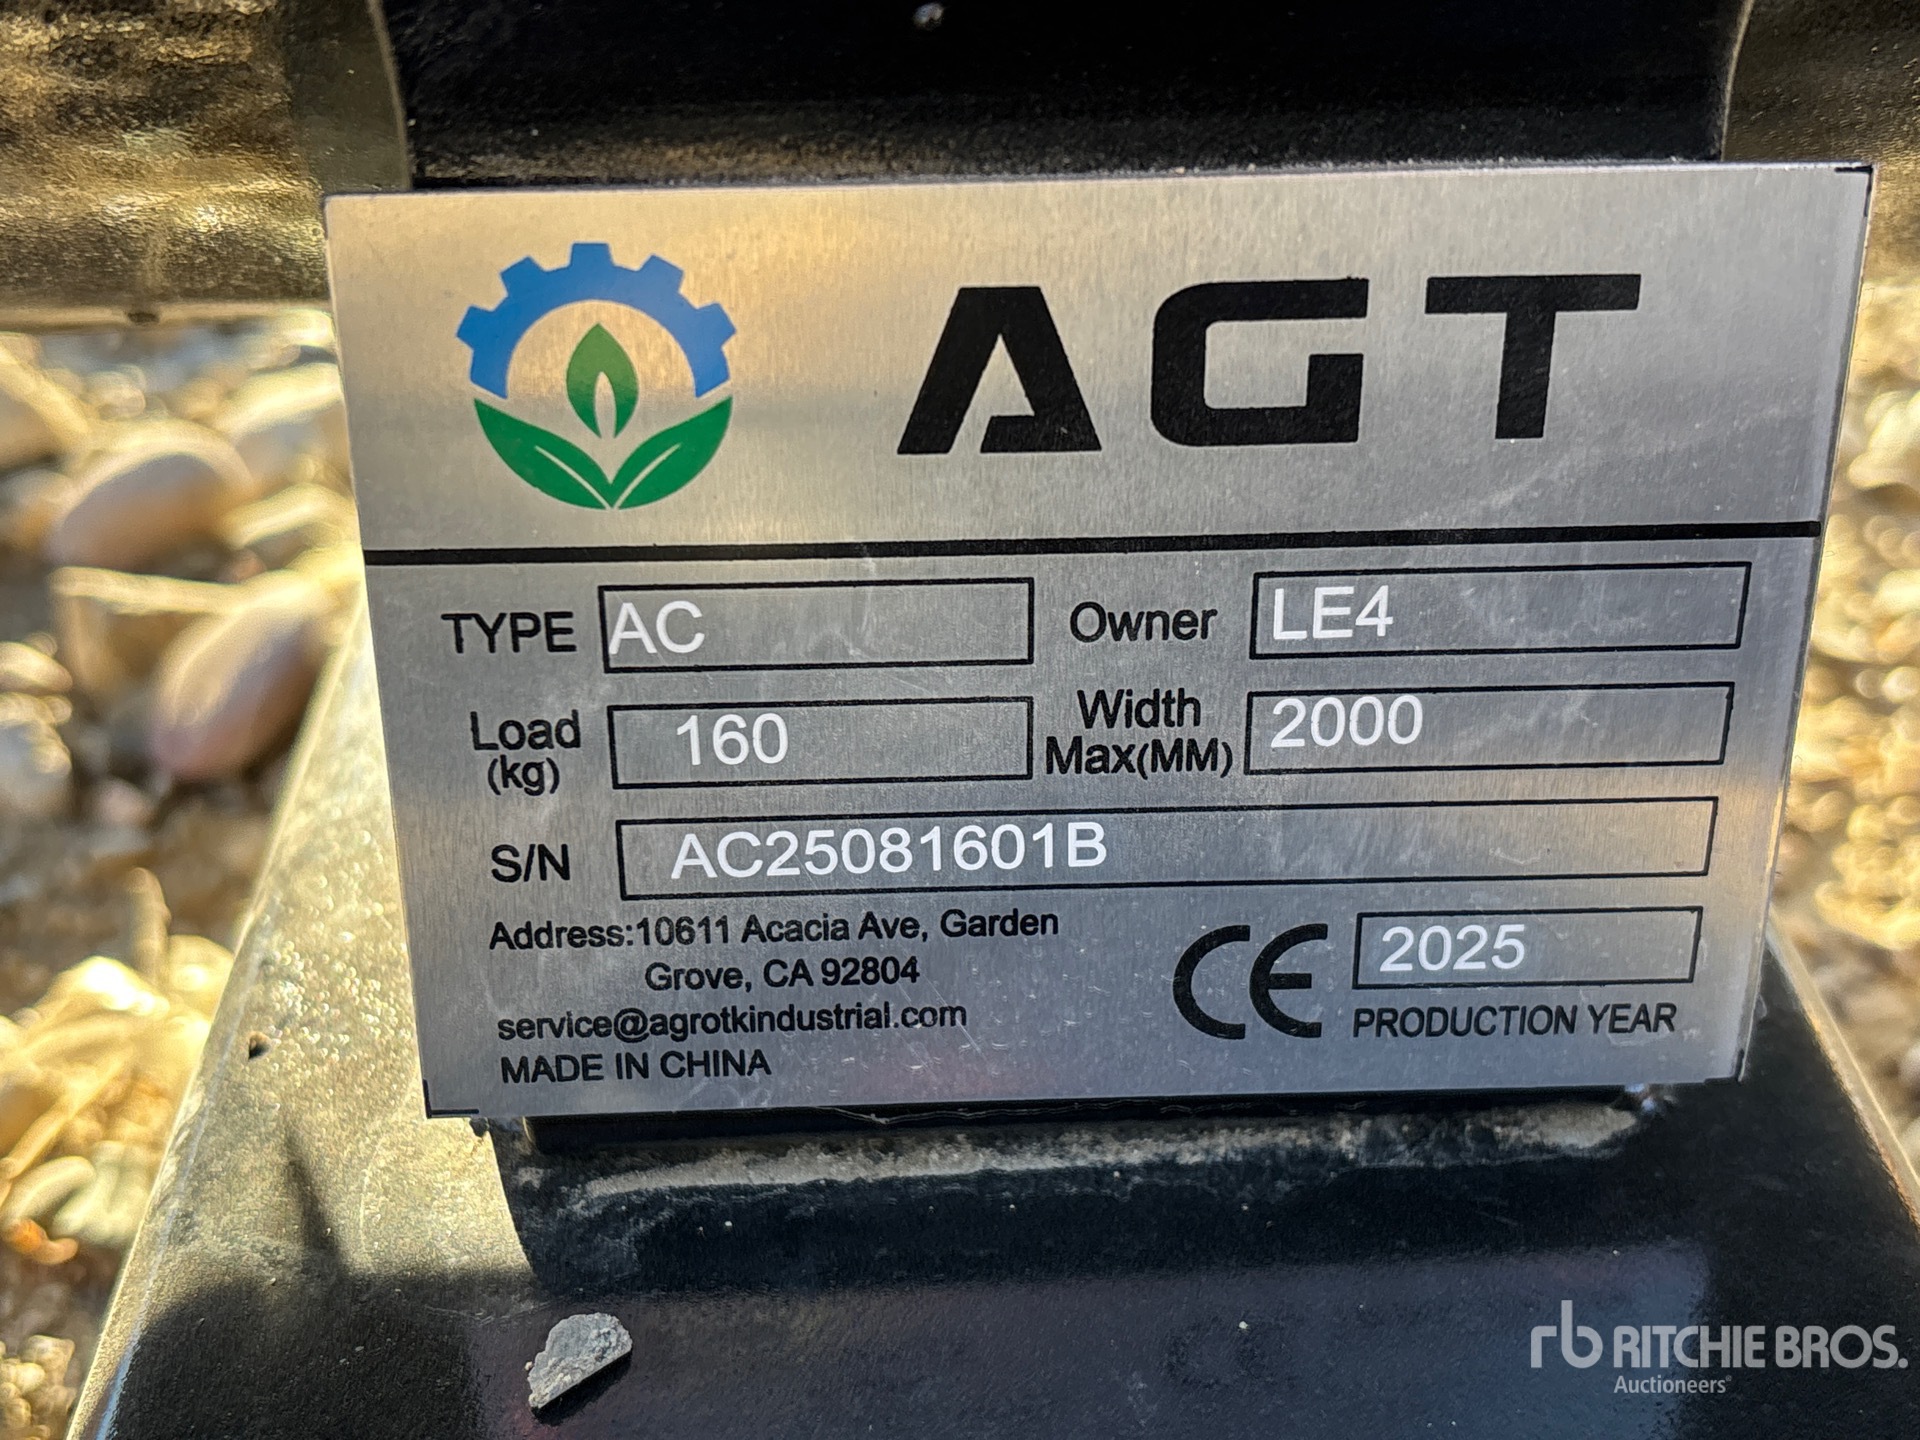 AGT
TYPE AC Owner LE4
Load (kg) 160 Width Max(MM) 2000
S/N AC25081601B
Address:10611 Acacia Ave, Garden
Grove, CA 92804
service@agrotkindustrial.com
MADE IN CHINA
CE 2025
PRODUCTION YEAR
rb RITCHIE BROS.
Auctioneers